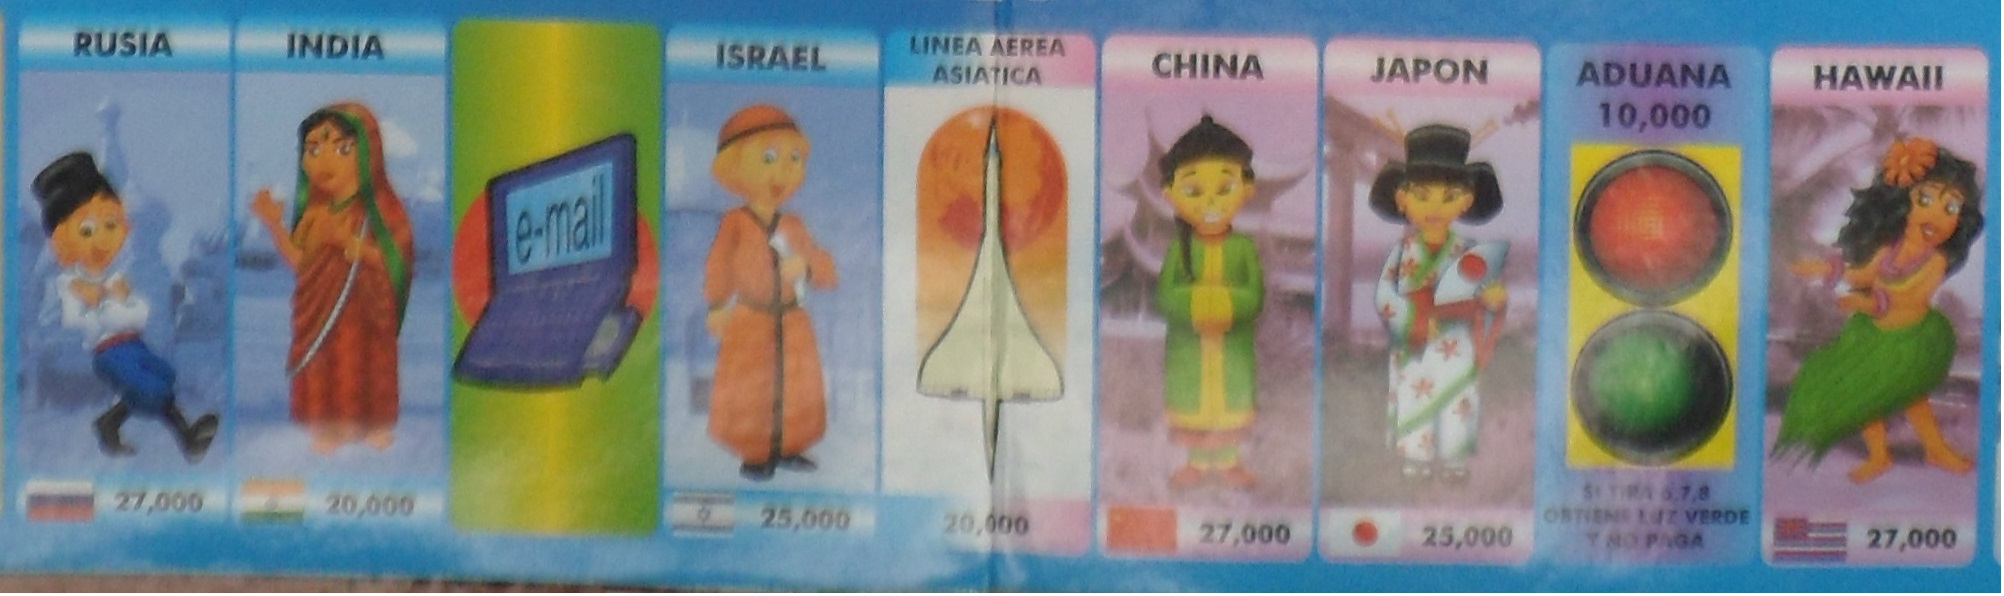 RUSIA
27,000
INDIA
20,000
e-mail
ISRAEL
25,000
LINEA AEREA
ASIATICA
20,000
CHINA
27,000
JAPON
25,000
ADUANA
10,000
SI TIRA 6,7,8
OBTIENE LUZ VERDE
Y NO PAGA
HAWAII
27,000